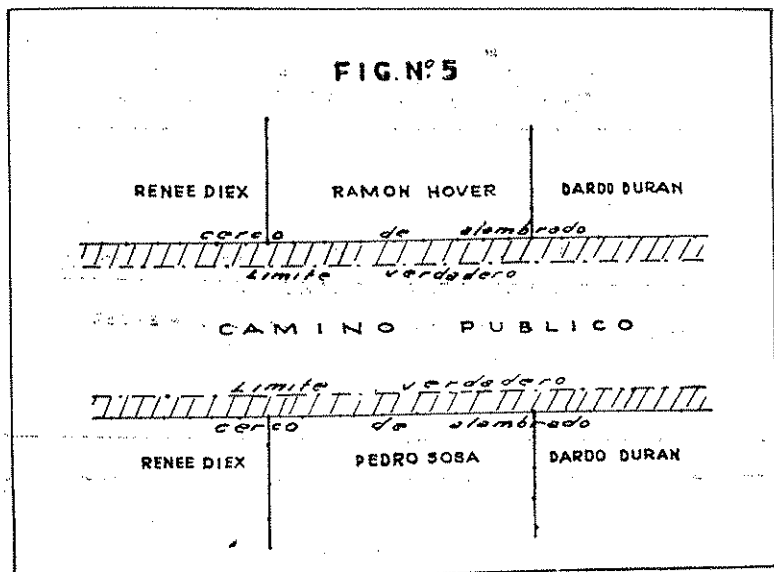 FIG. Nº 5
RENEE DIEX RAMON HOVER DARDO DURAN
cerco de alambrado
Limite verdadero
CAMINO PUBLICO
Limite verdadero
cerco de alambrado
RENEE DIEX PEDRO SOSA DARDO DURAN